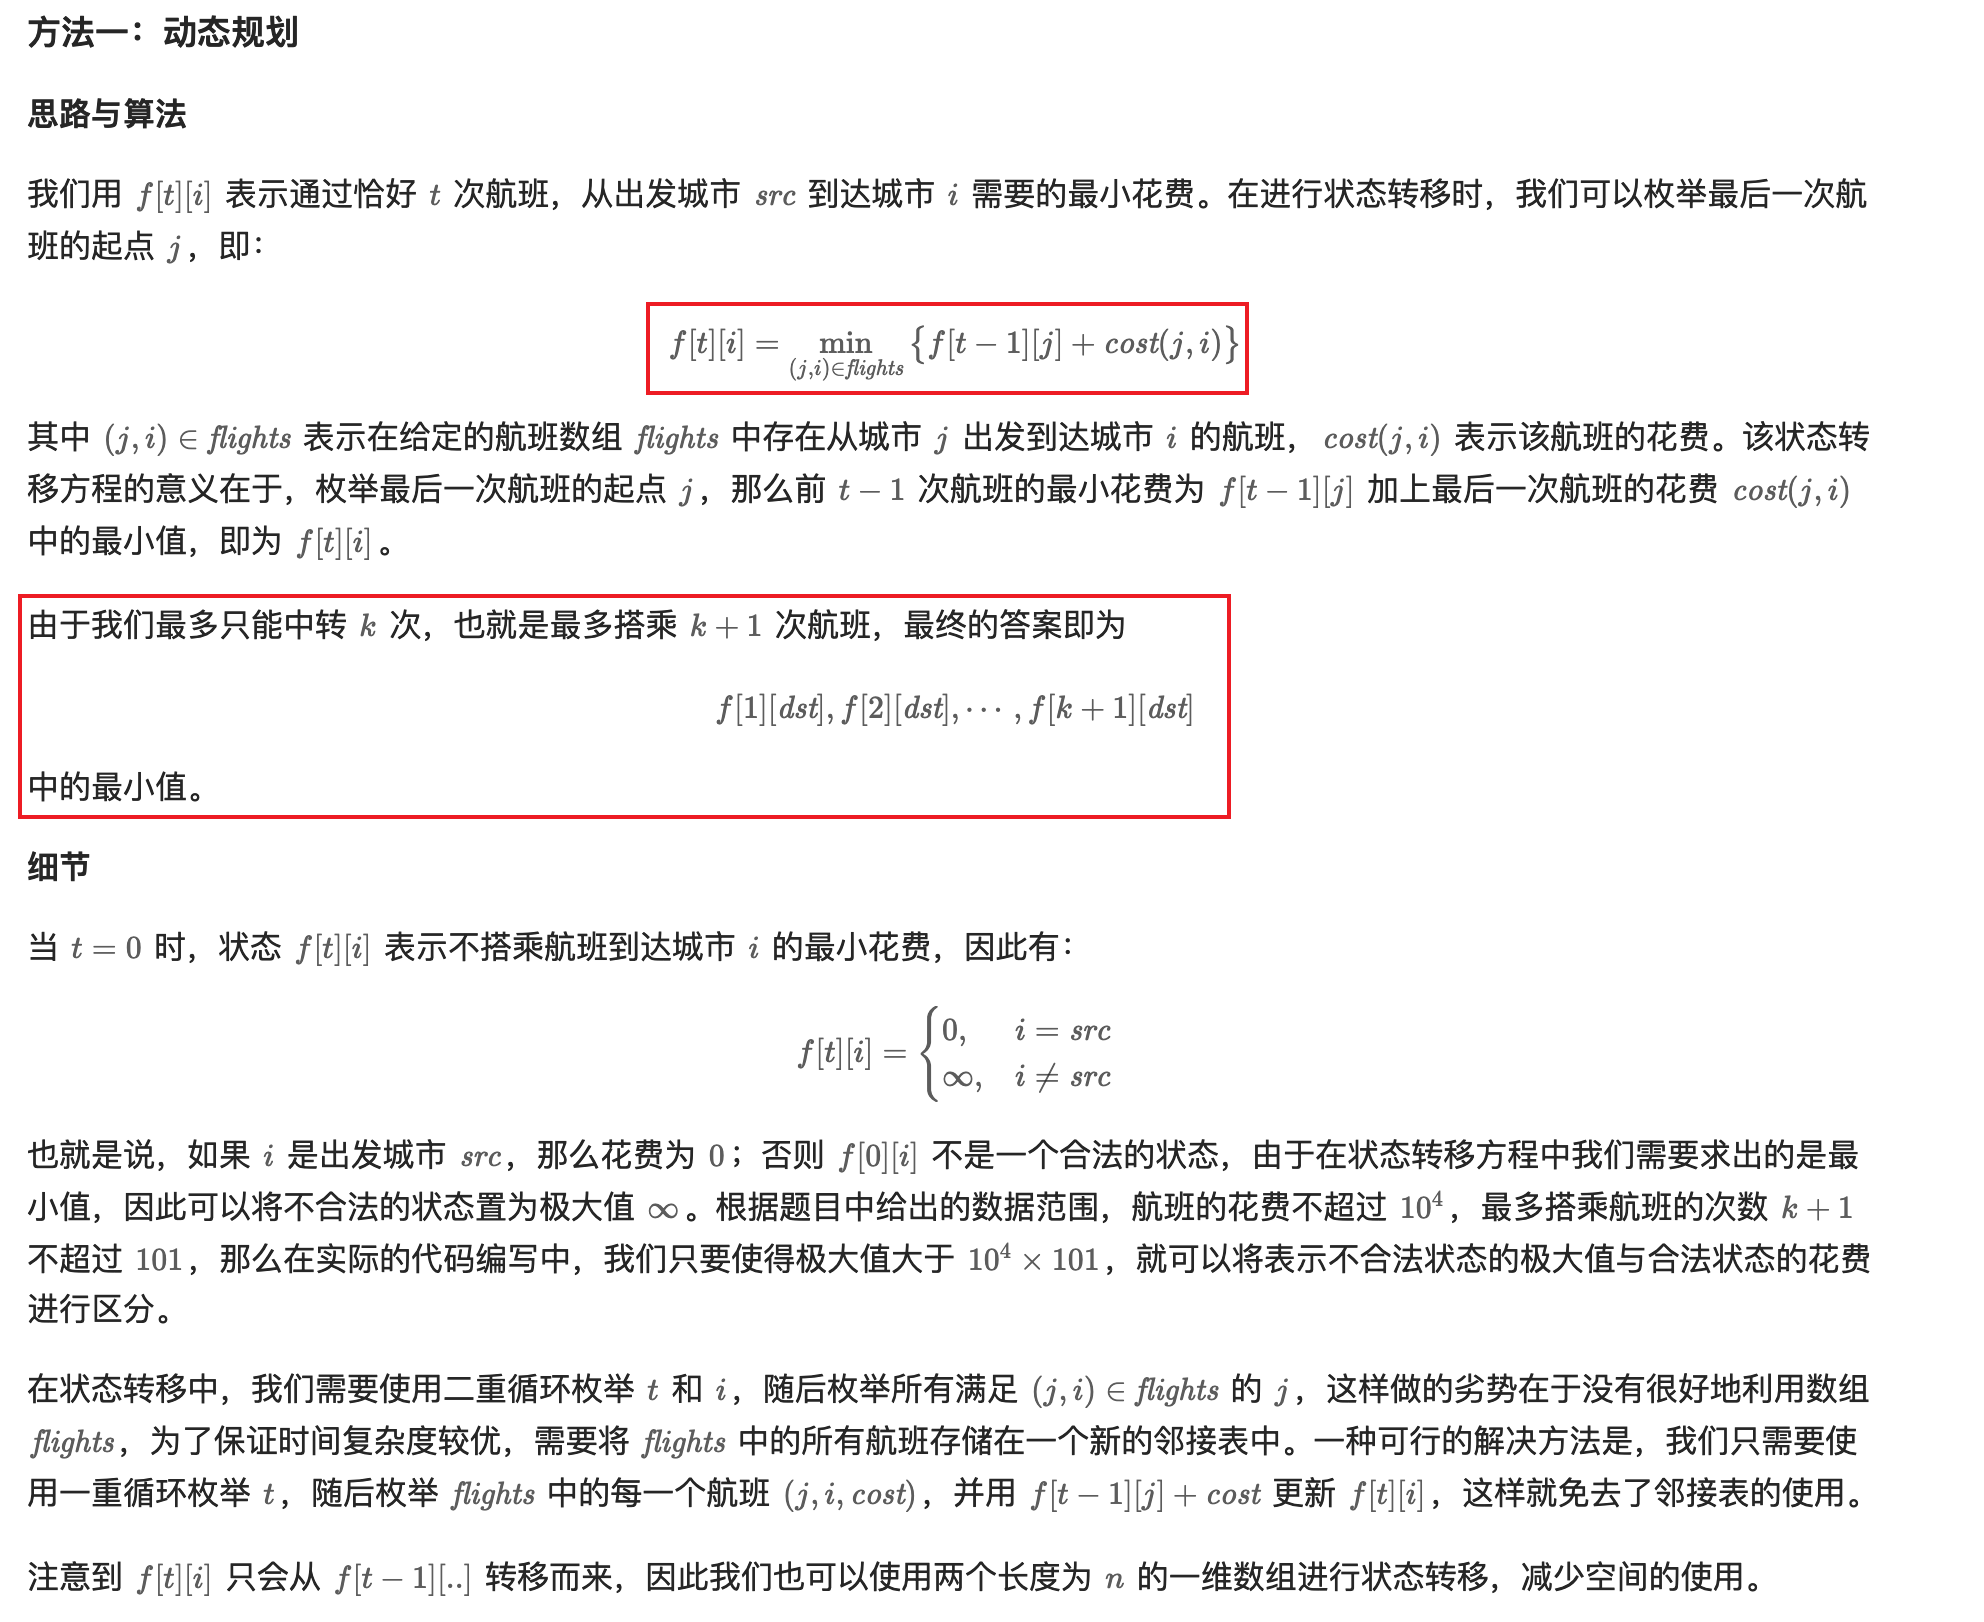 方法一：动态规划
思路与算法
我们用 f[t][i] 表示通过恰好 t 次航班，从出发城市 src 到达城市 i 需要的最小花费。在进行状态转移时，我们可以枚举最后一次航
班的起点 j，即：
f[t][i] = min_{(j,i)∈flights} {f[t − 1][j] + cost(j, i)}
其中 (j, i) ∈ flights 表示在给定的航班数组 flights 中存在从城市 j 出发到达城市 i 的航班，cost(j, i) 表示该航班的花费。该状态转
移方程的意义在于，枚举最后一次航班的起点 j，那么前 t − 1 次航班的最小花费为 f[t − 1][j] 加上最后一次航班的花费 cost(j, i)
中的最小值，即为 f[t][i]。
由于我们最多只能中转 k 次，也就是最多搭乘 k + 1 次航班，最终的答案即为
f[1][dst], f[2][dst], ⋯ , f[k + 1][dst]
中的最小值。
细节
当 t = 0 时，状态 f[t][i] 表示不搭乘航班到达城市 i 的最小花费，因此有：
f[t][i] = { 0, i = src
∞, i ≠ src
也就是说，如果 i 是出发城市 src，那么花费为 0；否则 f[0][i] 不是一个合法的状态，由于在状态转移方程中我们需要求出的是最
小值，因此可以将不合法的状态置为极大值 ∞。根据题目中给出的数据范围，航班的花费不超过 10⁴，最多搭乘航班的次数 k + 1
不超过 101，那么在实际的代码编写中，我们只要使得极大值大于 10⁴ × 101，就可以将表示不合法状态的极大值与合法状态的花费
进行区分。
在状态转移中，我们需要使用二重循环枚举 t 和 i，随后枚举所有满足 (j, i) ∈ flights 的 j，这样做的劣势在于没有很好地利用数组
flights，为了保证时间复杂度较优，需要将 flights 中的所有航班存储在一个新的邻接表中。一种可行的解决方法是，我们只需要使
用一重循环枚举 t，随后枚举 flights 中的每一个航班 (j, i, cost)，并用 f[t − 1][j] + cost 更新 f[t][i]，这样就免去了邻接表的使用。
注意到 f[t][i] 只会从 f[t − 1][..] 转移而来，因此我们也可以使用两个长度为 n 的一维数组进行状态转移，减少空间的使用。